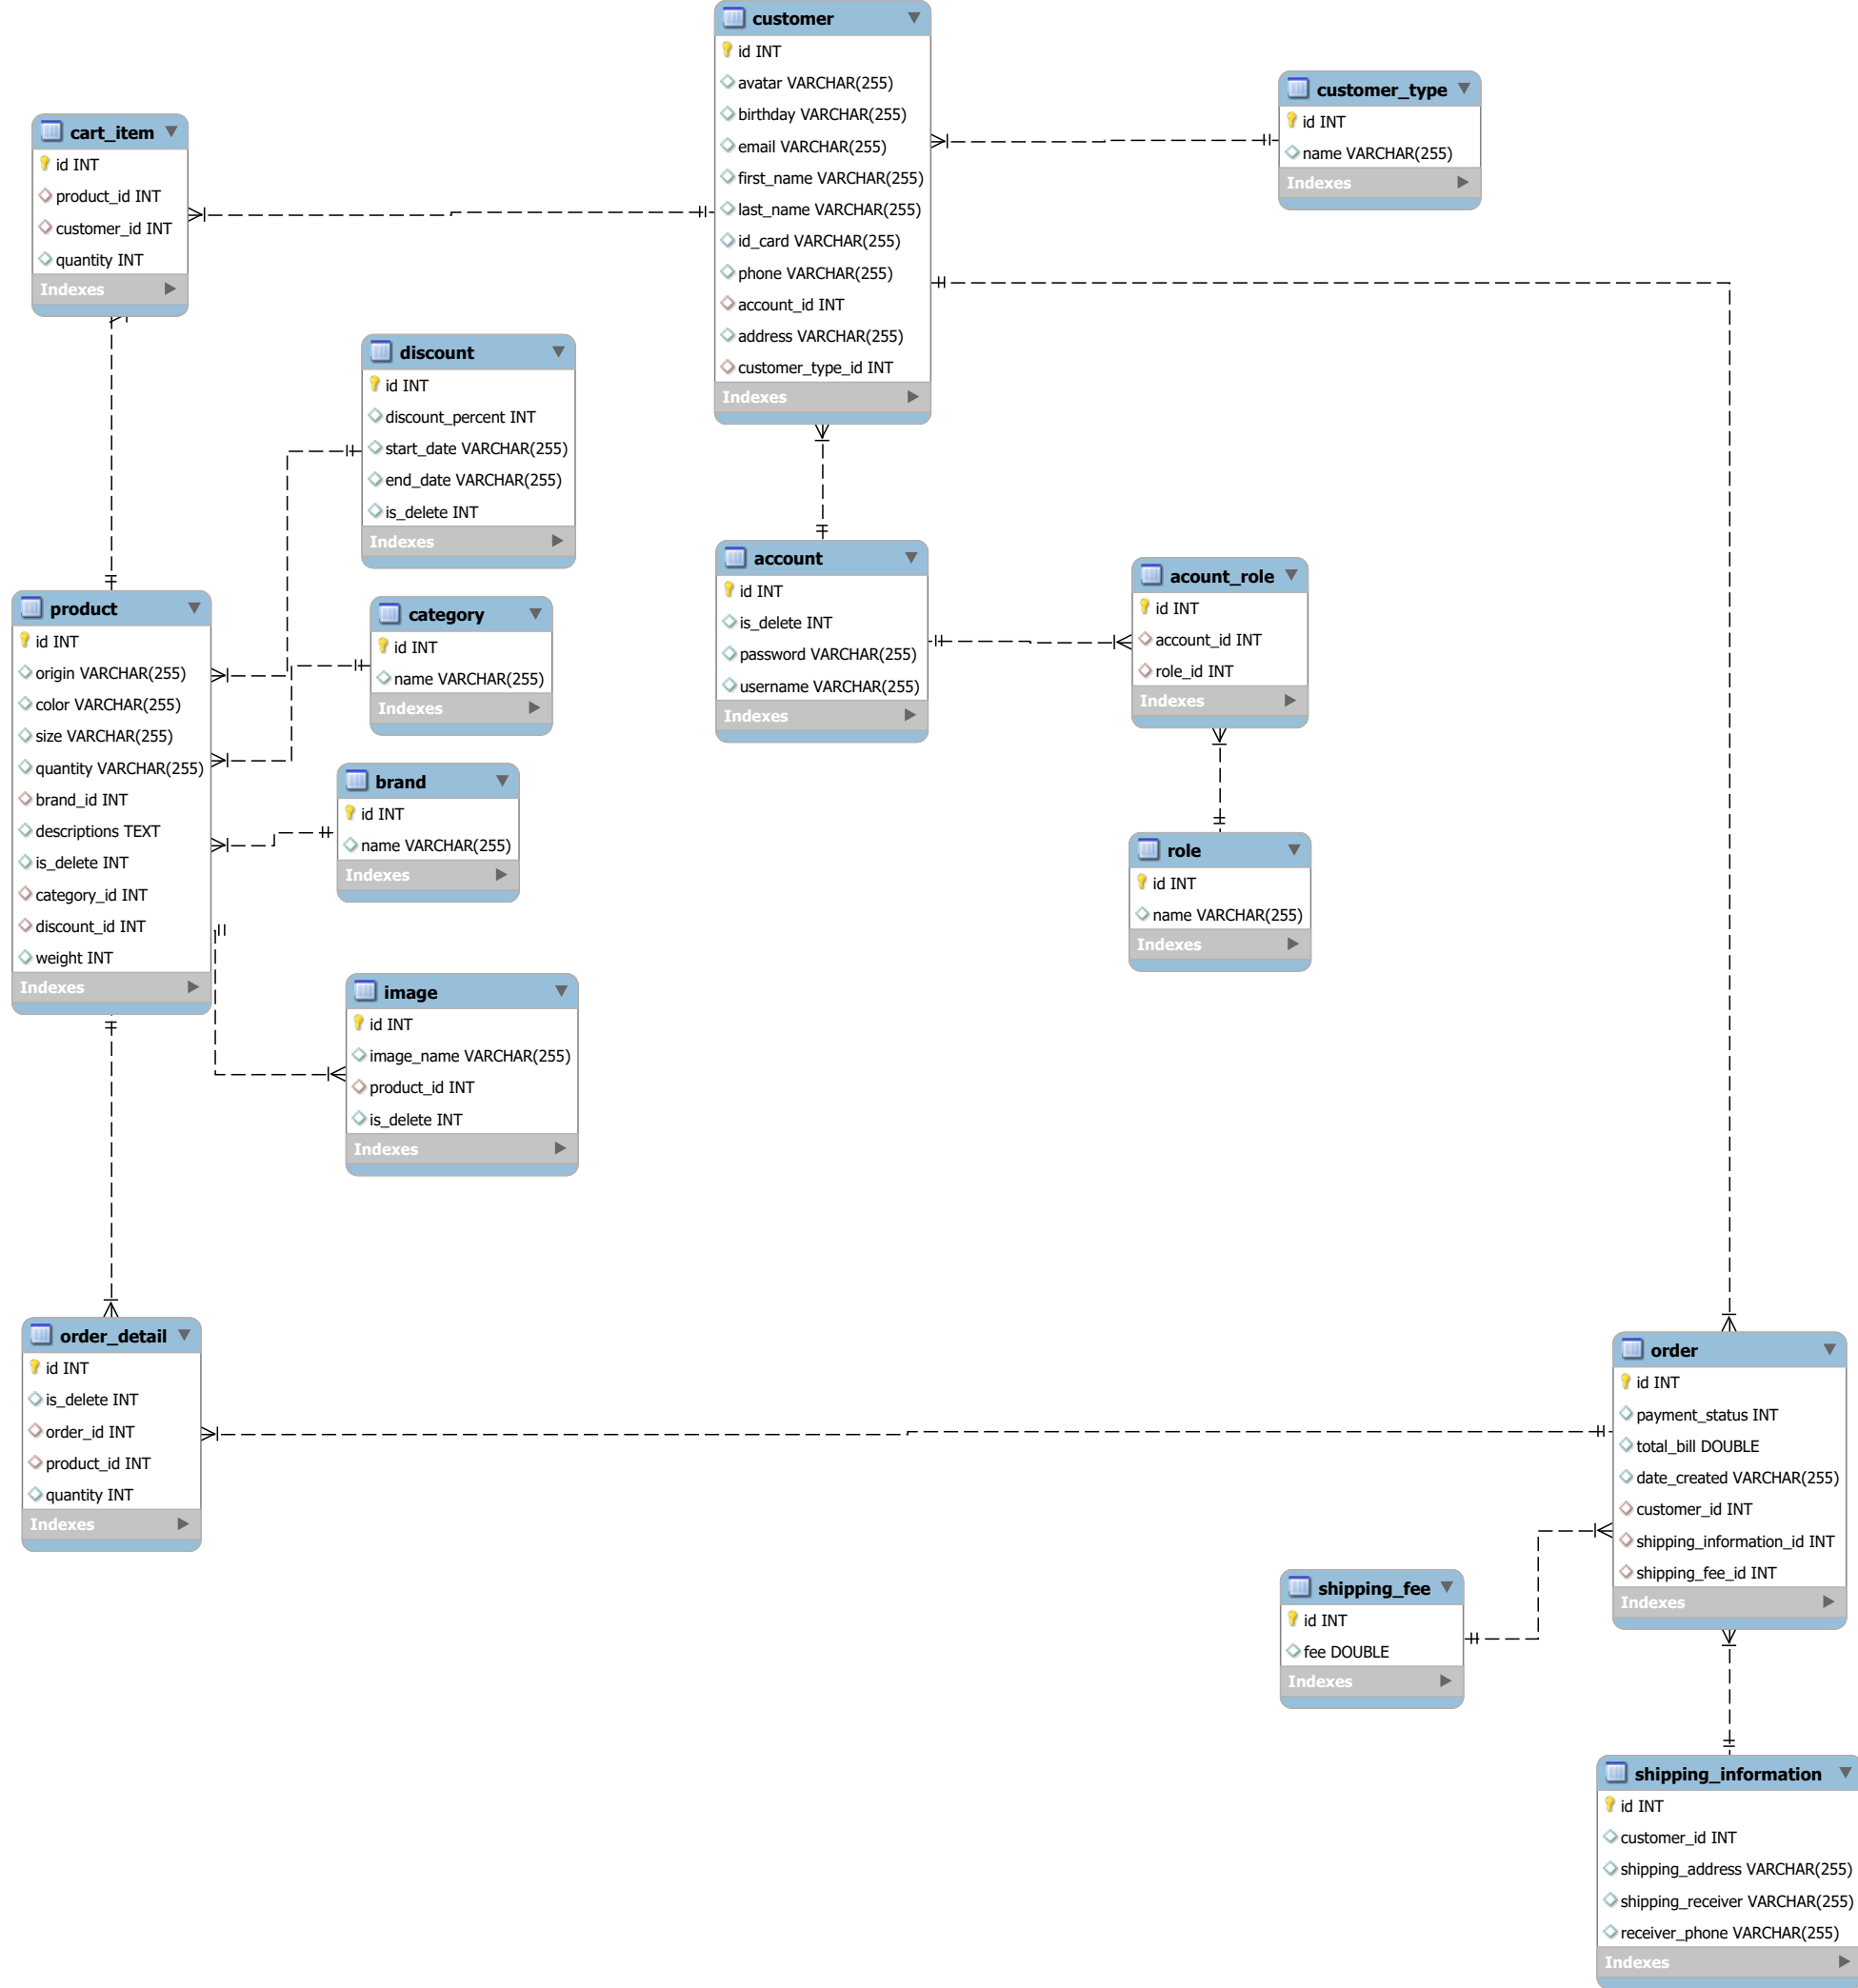 customer
id INT
avatar VARCHAR(255)
birthday VARCHAR(255)
email VARCHAR(255)
first_name VARCHAR(255)
last_name VARCHAR(255)
id_card VARCHAR(255)
phone VARCHAR(255)
account_id INT
address VARCHAR(255)
customer_type_id INT
Indexes
customer_type
id INT
name VARCHAR(255)
Indexes
cart_item
id INT
product_id INT
customer_id INT
quantity INT
Indexes
discount
id INT
discount_percent INT
start_date VARCHAR(255)
end_date VARCHAR(255)
is_delete INT
Indexes
account
id INT
is_delete INT
password VARCHAR(255)
username VARCHAR(255)
Indexes
acount_role
id INT
account_id INT
role_id INT
Indexes
product
id INT
origin VARCHAR(255)
color VARCHAR(255)
size VARCHAR(255)
quantity VARCHAR(255)
brand_id INT
descriptions TEXT
is_delete INT
category_id INT
discount_id INT
weight INT
Indexes
category
id INT
name VARCHAR(255)
Indexes
brand
id INT
name VARCHAR(255)
Indexes
role
id INT
name VARCHAR(255)
Indexes
image
id INT
image_name VARCHAR(255)
product_id INT
is_delete INT
Indexes
order_detail
id INT
is_delete INT
order_id INT
product_id INT
quantity INT
Indexes
order
id INT
payment_status INT
total_bill DOUBLE
date_created VARCHAR(255)
customer_id INT
shipping_information_id INT
shipping_fee_id INT
Indexes
shipping_fee
id INT
fee DOUBLE
Indexes
shipping_information
id INT
customer_id INT
shipping_address VARCHAR(255)
shipping_receiver VARCHAR(255)
receiver_phone VARCHAR(255)
Indexes